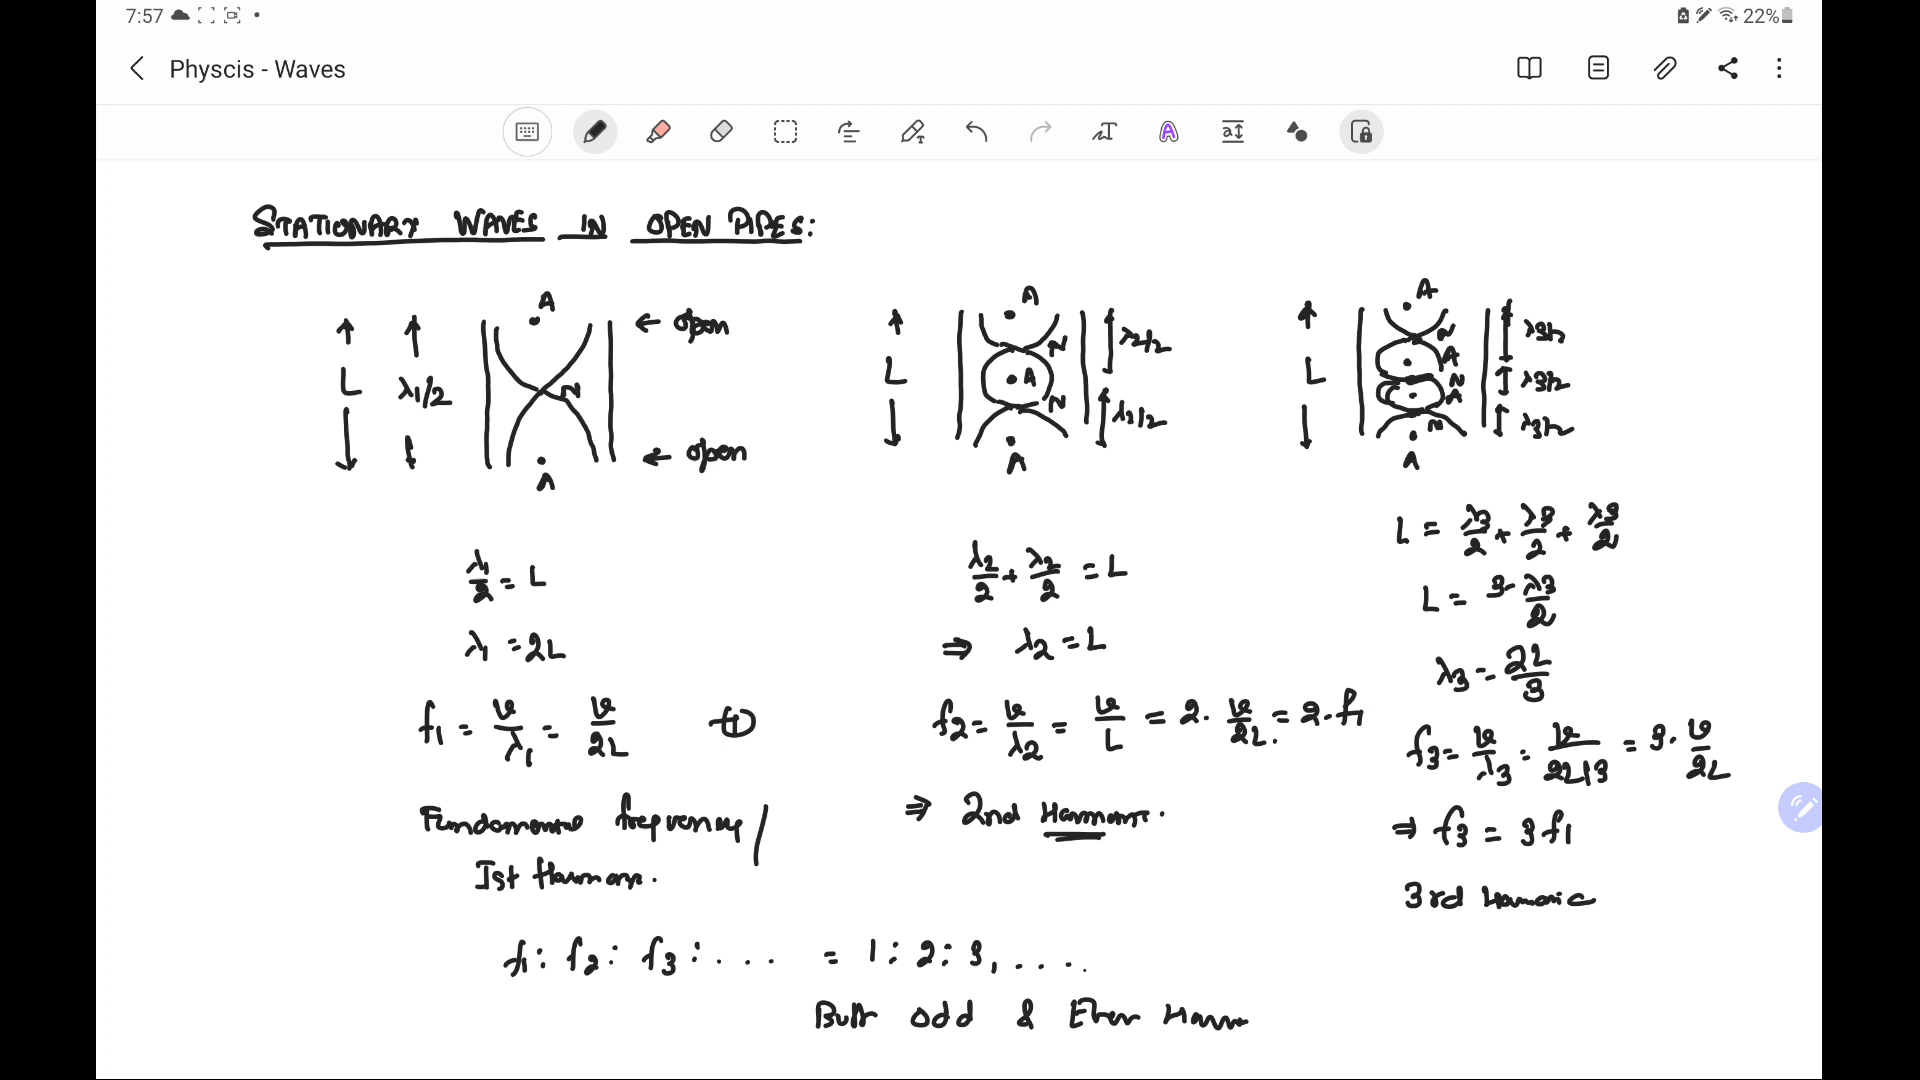 7:57
22%
Physcis - Waves
STATIONARY WAVES IN OPEN PIPES:
A
← open
L
λ1/2
N
← open
A
A
N
λ2/2
L
A
N
λ2/2
A
A
N
λ3/2
L
A
N
λ3/2
A
N
λ3/2
A
λ1/2 = L
λ1 = 2L
f1 = v/λ1 = v/2L ①
Fundamental frequency/
Ist Harmon.
λ2/2 + λ2/2 = L
⇒ λ2 = L
f2 = v/λ2 = v/L = 2. v/2L. = 2.f1
⇒ 2nd Harmonic.
L = λ3/2 + λ3/2 + λ3/2
L = 3. λ3/2
λ3 = 2L/3
f3 = v/λ3 = v/2L/3 = 3. v/2L
⇒ f3 = 3f1
3rd Harmonic
f1 : f2 : f3 : . . . = 1 : 2 : 3, . . . .
Both odd & Even Harm